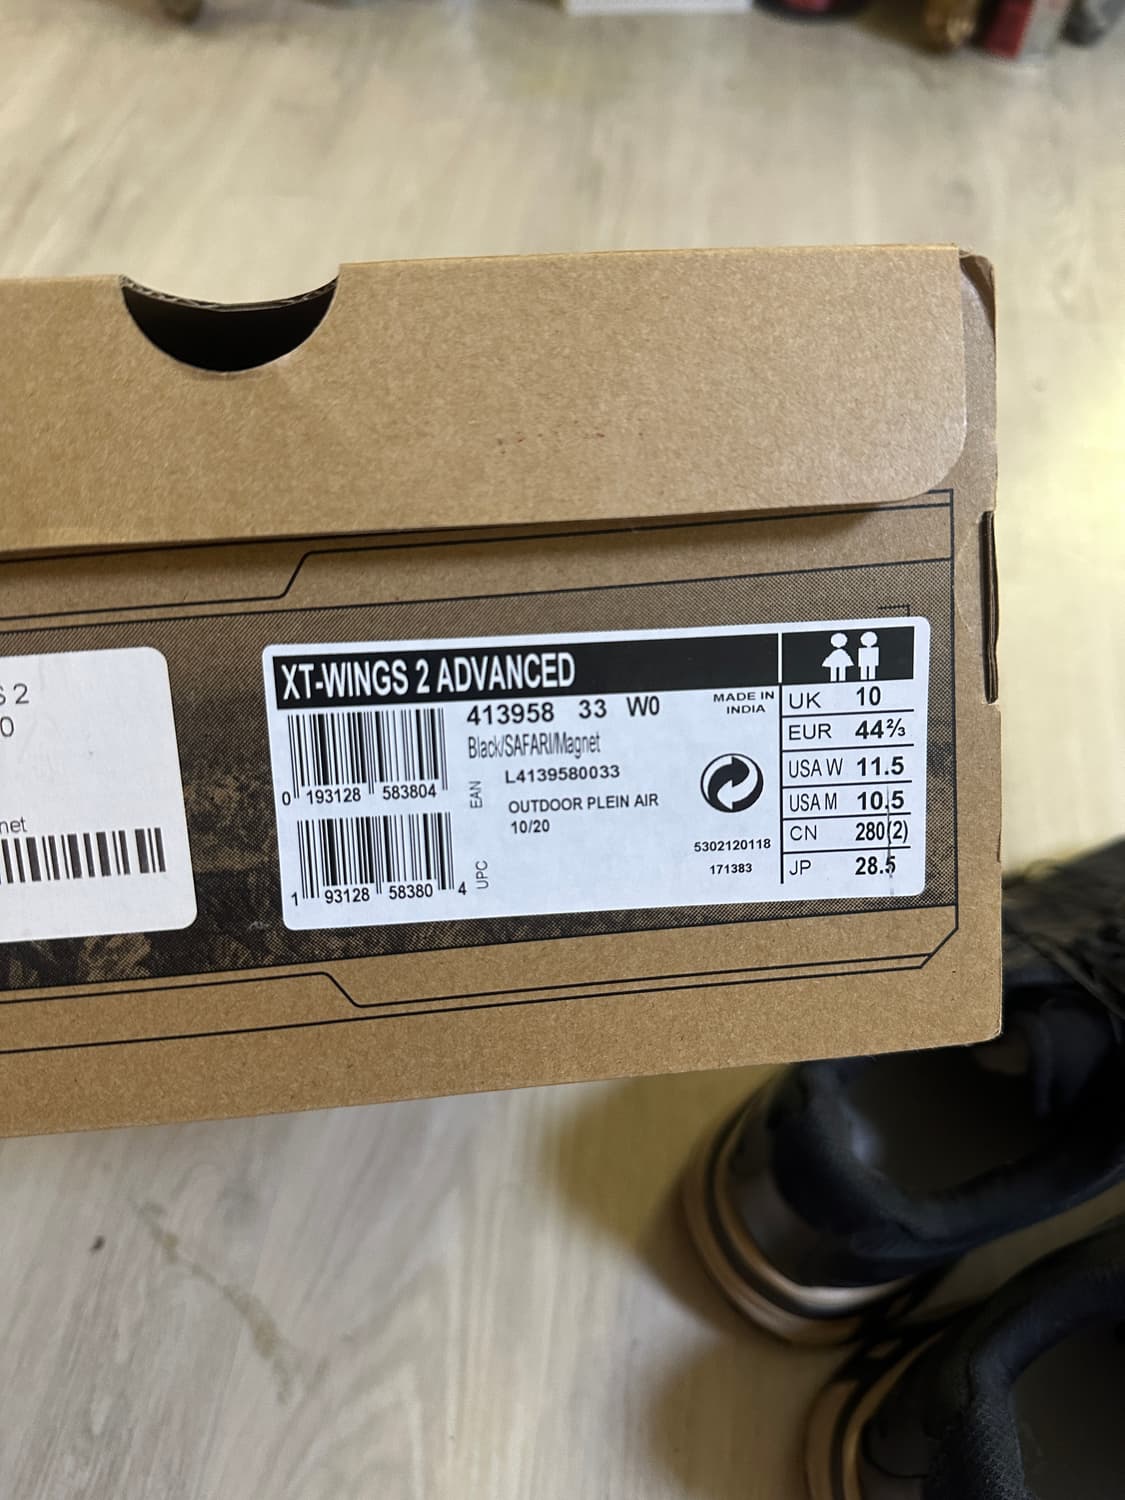 S 2
0
net
XT-WINGS 2 ADVANCED
413958 33 W0
Black/SAFARI/Magnet
L4139580033
OUTDOOR PLEIN AIR
10/20
0 193128 583804
EAN
1 93128 58380 4
UPC
MADE IN
INDIA
5302120118
171383
UK 10
EUR 44⅔
USA W 11.5
USA M 10.5
CN 280(2)
JP 28.5